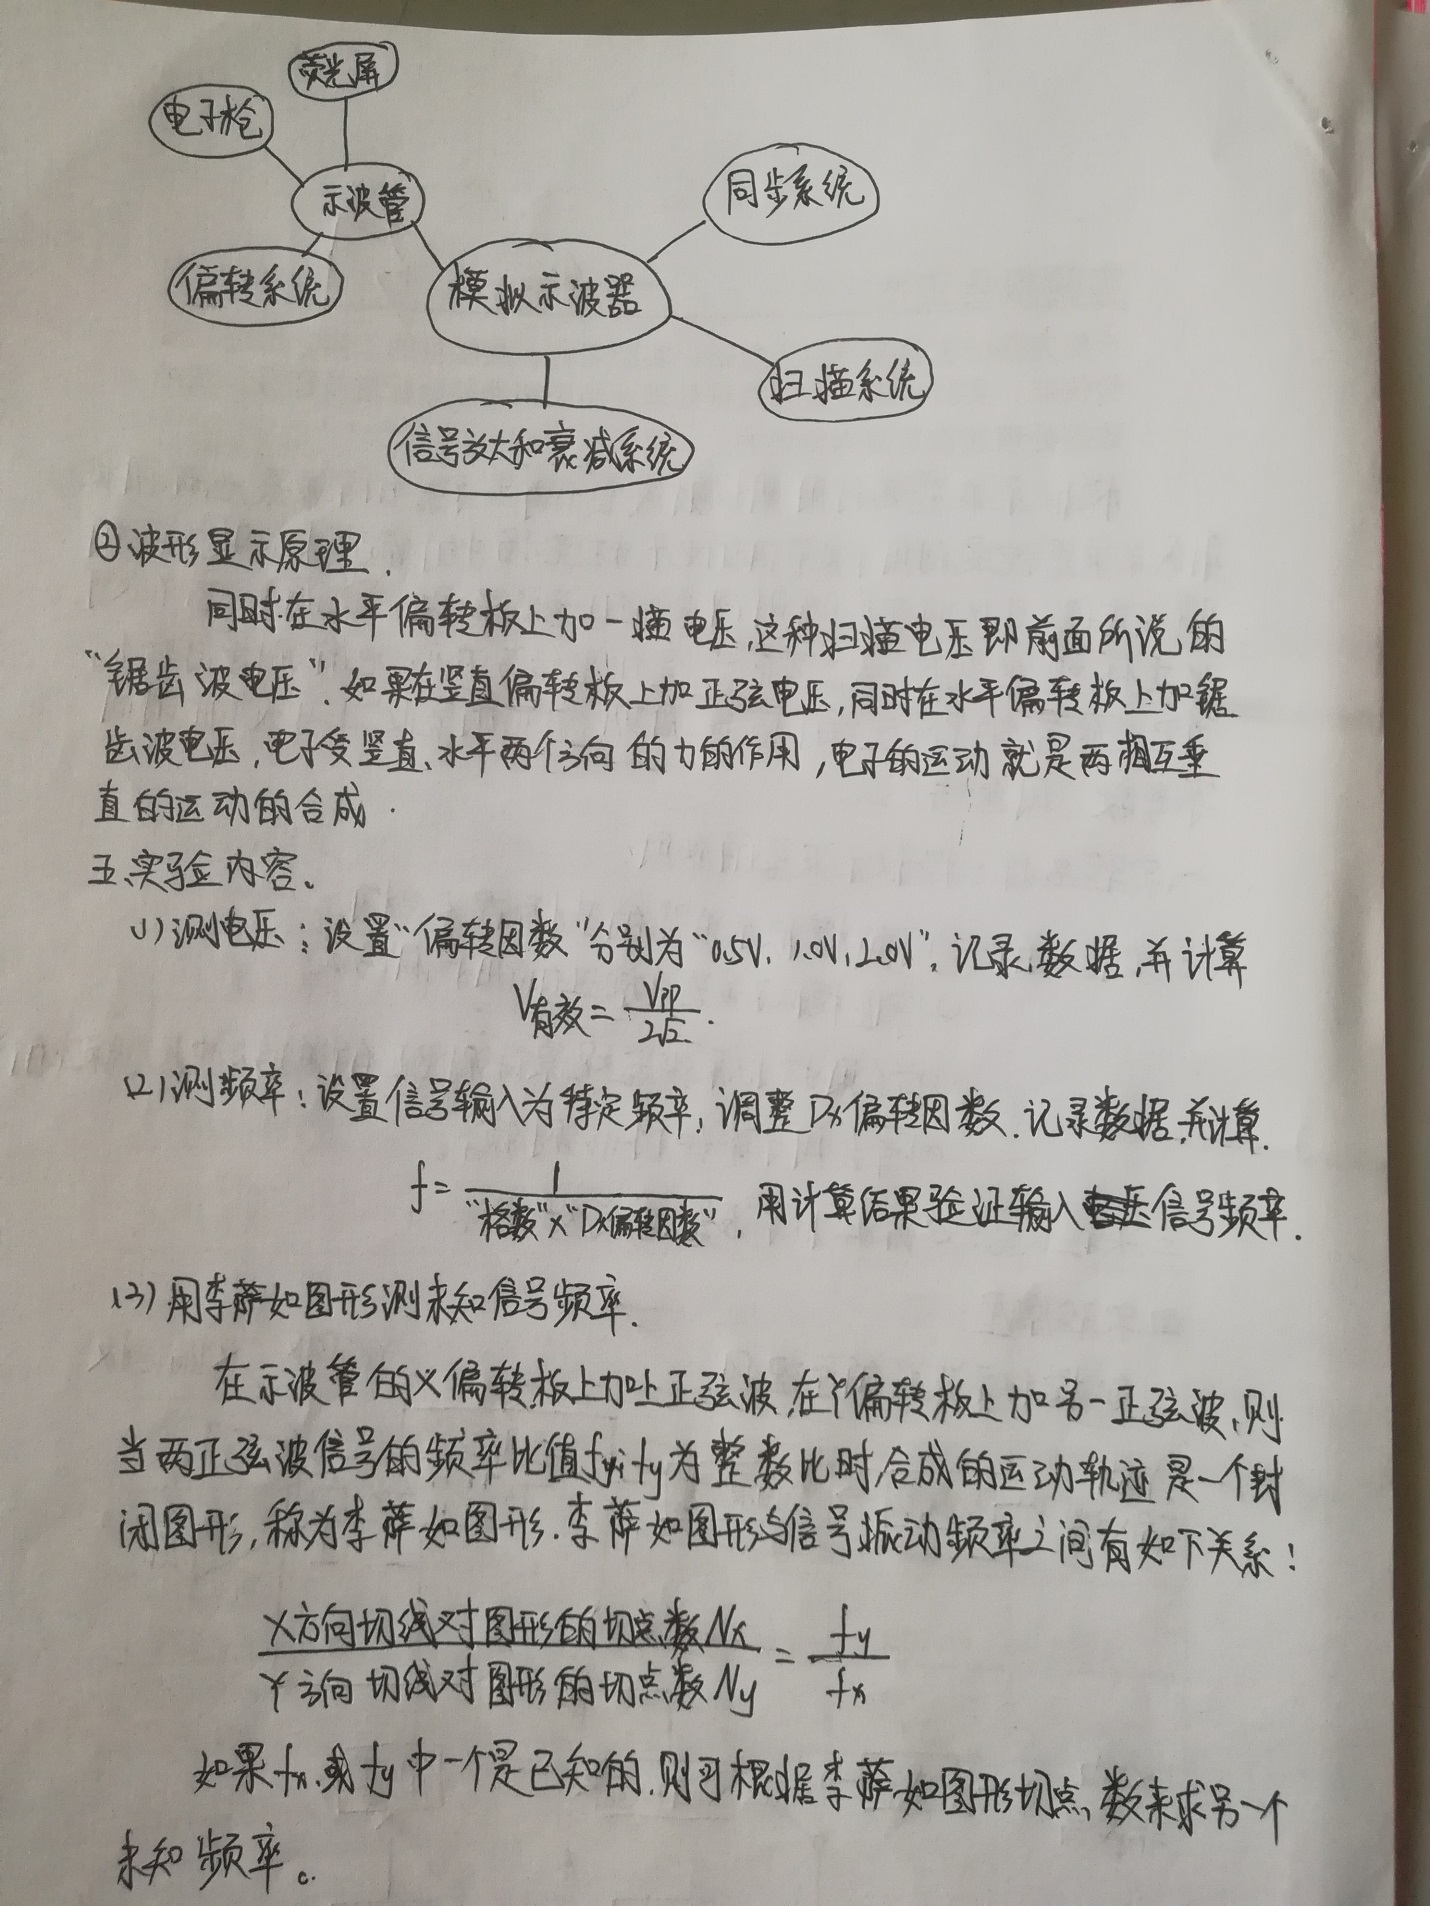 荧光屏
电子枪
示波管
同步系统
偏转系统
模拟示波器
扫描系统
信号放大和衰减系统
②波形显示原理.
同时在水平偏转板上加一描电压,这种扫描电压即前面所说的
“锯齿波电压”.如果在竖直偏转板上加正弦电压,同时在水平偏转板上加锯
齿波电压,电子受竖直、水平两个方向的力的作用,电子的运动就是两相互垂
直的运动的合成.
五、实验内容。
(1)测电压:设置“偏转因数”分别为“0.5V,1.0V,2.0V”,记录数据,并计算
V有效=VPP/2√2.
(2)测频率:设置信号输入为特定频率,调整Dx偏转因数.记录数据,并计算.
f=1/“格数”x“Dx偏转因数”,用计算结果验证输入信号频率.
(3)用李萨如图形测未知信号频率.
在示波管的X偏转板上加上正弦波,在Y偏转板上加另一正弦波,则
当两正弦波信号的频率比值fx:fy为整数比时,合成的运动轨迹是一个封
闭图形,称为李萨如图形.李萨如图形与信号振动频率之间有如下关系:
X方向切线对图形的切点数Nx/Y方向切线对图形的切点数Ny=fy/fx
如果fx或fy中一个是已知的,则可根据李萨如图形切点数来求另一个
未知频率。